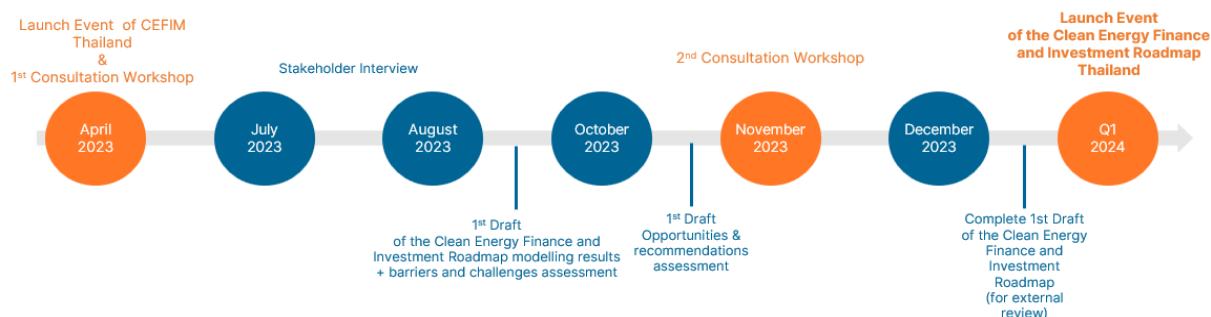 Launch Event of CEFIM
Thailand
&
1st Consultation Workshop
Stakeholder Interview
2nd Consultation Workshop
Launch Event
of the Clean Energy Finance
and Investment Roadmap
Thailand
April
2023
July
2023
August
2023
October
2023
November
2023
December
2023
Q1
2024
1st Draft
of the Clean Energy Finance and
Investment Roadmap modelling results
+ barriers and challenges assessment
1st Draft
Opportunities &
recommendations
assessment
Complete 1st Draft
of the Clean Energy
Finance and
Investment
Roadmap
(for external
review)